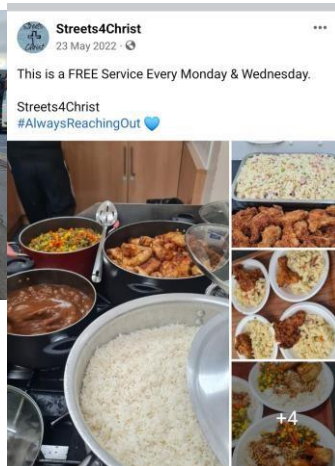 Streets4Christ
23 May 2022 ·
This is a FREE Service Every Monday & Wednesday.
Streets4Christ
#AlwaysReachingOut 💙
+4